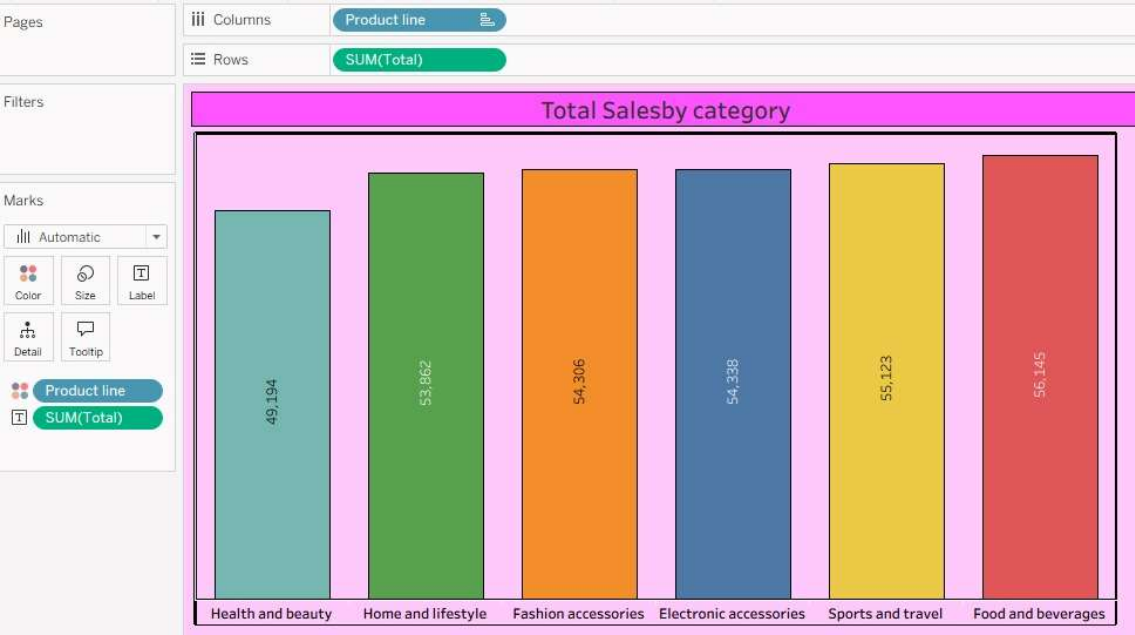 Pages
Columns
Product line
Rows
SUM(Total)
Filters
Total Salesby category
Marks
Automatic
Color
Size
T
Label
Detail
Tooltip
Product line
T
SUM(Total)
49,194
53,862
54,306
54,338
55,123
56,145
Health and beauty
Home and lifestyle
Fashion accessories
Electronic accessories
Sports and travel
Food and beverages